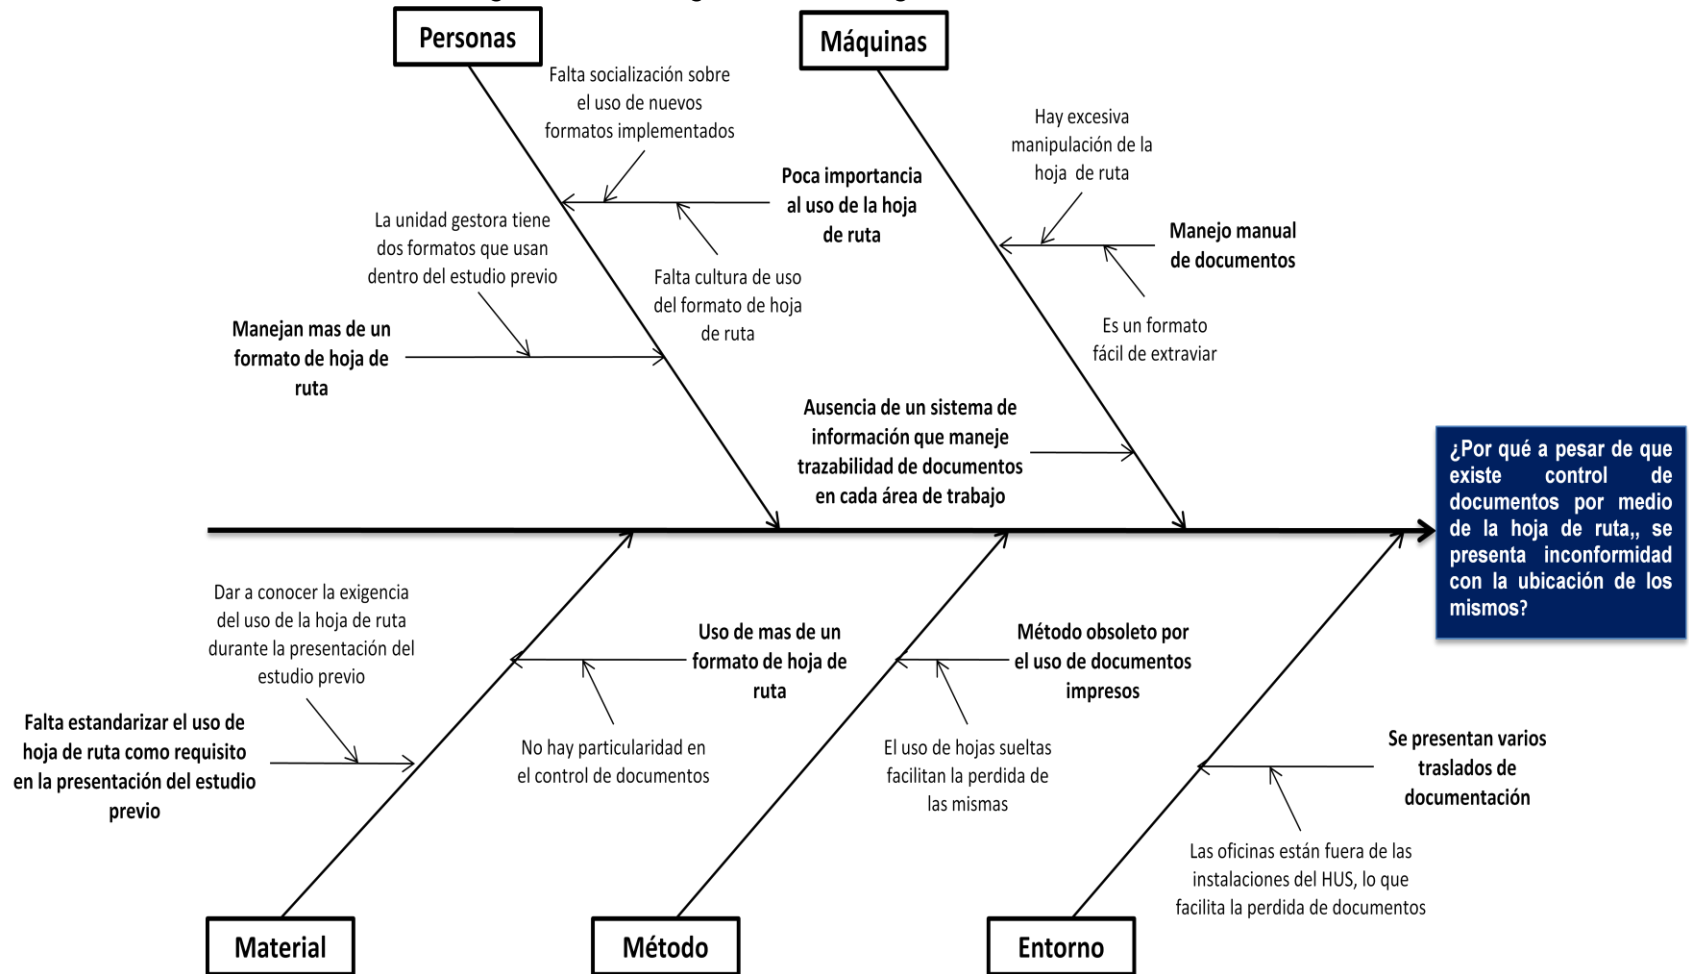 Personas
Máquinas
Falta socialización sobre
el uso de nuevos
formatos implementados
Hay excesiva
manipulación de la
hoja de ruta
Poca importancia
al uso de la hoja
de ruta
La unidad gestora tiene
dos formatos que usan
dentro del estudio previo
Manejo manual
de documentos
Falta cultura de uso
del formato de hoja
de ruta
Manejan mas de un
formato de hoja de
ruta
Es un formato
fácil de extraviar
Ausencia de un sistema de
información que maneje
trazabilidad de documentos
en cada área de trabajo
¿Por qué a pesar de que
existe control de
documentos por medio
de la hoja de ruta,, se
presenta inconformidad
con la ubicación de los
mismos?
Dar a conocer la exigencia
del uso de la hoja de ruta
durante la presentación del
estudio previo
Uso de mas de un
formato de hoja de
ruta
Método obsoleto por
el uso de documentos
impresos
Falta estandarizar el uso de
hoja de ruta como requisito
en la presentación del estudio
previo
No hay particularidad en
el control de documentos
El uso de hojas sueltas
facilitan la perdida de
las mismas
Se presentan varios
traslados de
documentación
Las oficinas están fuera de las
instalaciones del HUS, lo que
facilita la perdida de documentos
Material
Método
Entorno